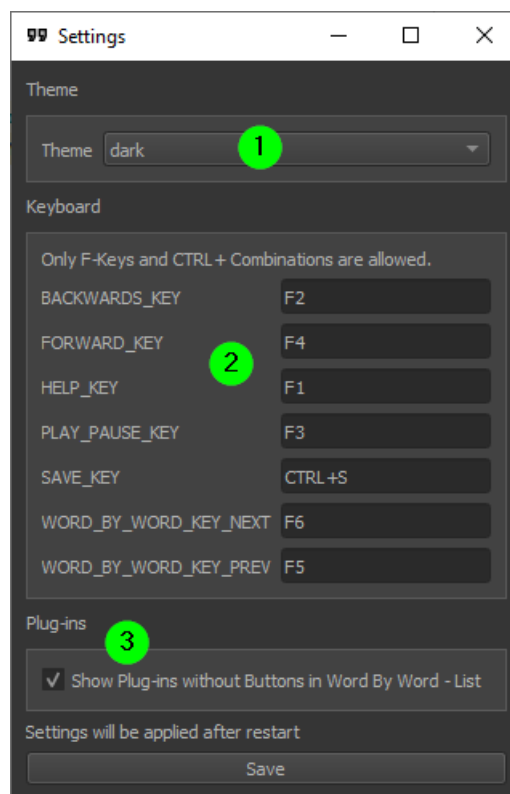 Settings
Theme
Theme dark 1
Keyboard
Only F-Keys and CTRL+ Combinations are allowed.
BACKWARDS_KEY F2
FORWARD_KEY F4
2
HELP_KEY F1
PLAY_PAUSE_KEY F3
SAVE_KEY CTRL+S
WORD_BY_WORD_KEY_NEXT F6
WORD_BY_WORD_KEY_PREV F5
Plug-ins
3
Show Plug-ins without Buttons in Word By Word - List
Settings will be applied after restart
Save